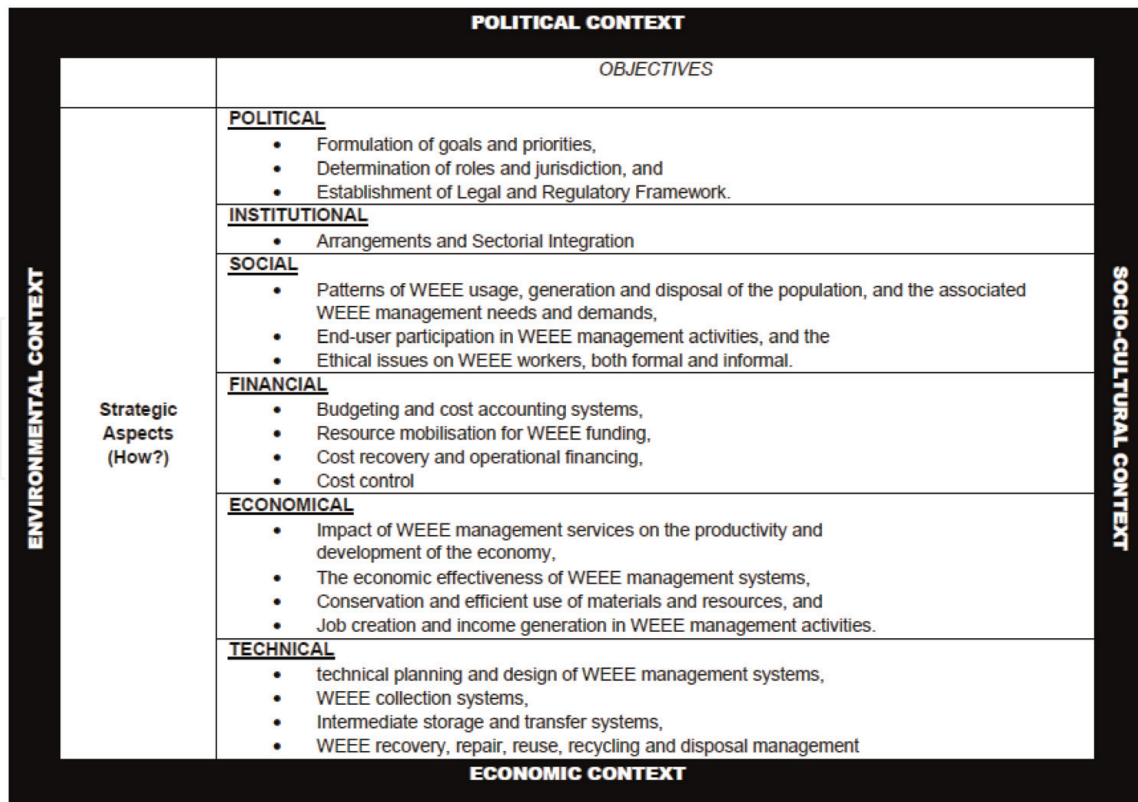 POLITICAL CONTEXT
OBJECTIVES
ENVIRONMENTAL CONTEXT
Strategic
Aspects
(How?)
POLITICAL
• Formulation of goals and priorities,
• Determination of roles and jurisdiction, and
• Establishment of Legal and Regulatory Framework.
INSTITUTIONAL
• Arrangements and Sectorial Integration
SOCIAL
• Patterns of WEEE usage, generation and disposal of the population, and the associated
WEEE management needs and demands,
• End-user participation in WEEE management activities, and the
• Ethical issues on WEEE workers, both formal and informal.
FINANCIAL
• Budgeting and cost accounting systems,
• Resource mobilisation for WEEE funding,
• Cost recovery and operational financing,
• Cost control
ECONOMICAL
• Impact of WEEE management services on the productivity and
development of the economy,
• The economic effectiveness of WEEE management systems,
• Conservation and efficient use of materials and resources, and
• Job creation and income generation in WEEE management activities.
TECHNICAL
• technical planning and design of WEEE management systems,
• WEEE collection systems,
• Intermediate storage and transfer systems,
• WEEE recovery, repair, reuse, recycling and disposal management
SOCIO-CULTURAL CONTEXT
ECONOMIC CONTEXT